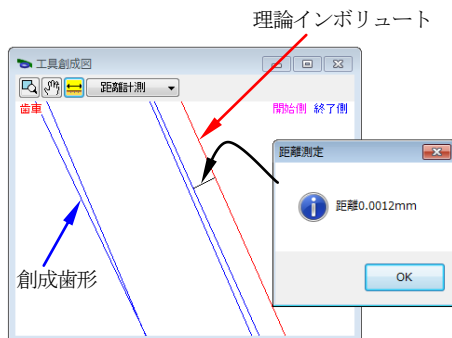 理論インボリュート
工具創成図
距離計測
歯車
開始側 終了側
距離測定
距離0.0012mm
OK
創成歯形